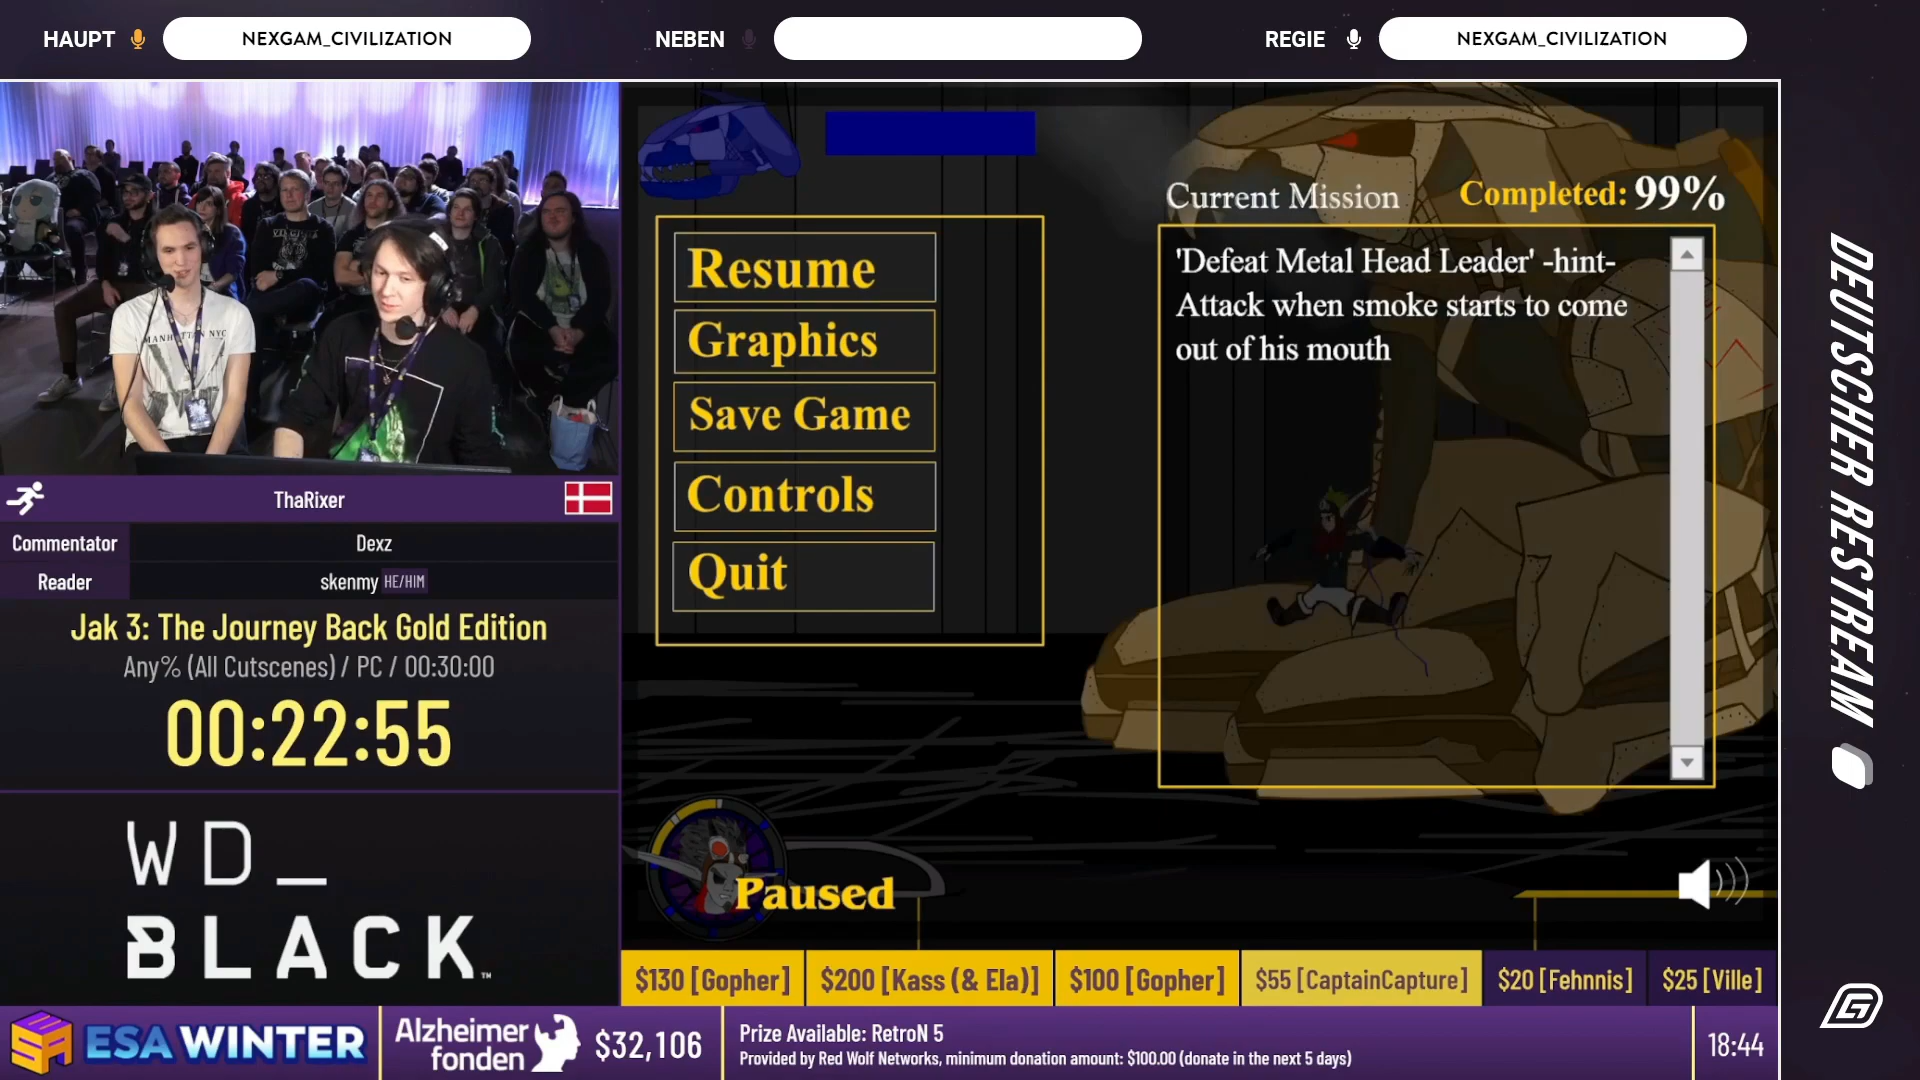 HAUPT
NEXGAM_CIVILIZATION
NEBEN
REGIE
NEXGAM_CIVILIZATION
Current Mission
Completed: 99%
Resume
Graphics
Save Game
Controls
Quit
'Defeat Metal Head Leader' -hint-
Attack when smoke starts to come
out of his mouth
Paused
MANHATTAN NYC
ThaRixer
Commentator
Dexz
Reader
skenmy HE/HIM
Jak 3: The Journey Back Gold Edition
Any% (All Cutscenes) / PC / 00:30:00
00:22:55
WD_
BLACK™
$130 [Gopher]
$200 [Kass (& Ela)]
$100 [Gopher]
$55 [CaptainCapture]
$20 [Fehnnis]
$25 [Ville]
ESA WINTER
Alzheimer
fonden
$32,106
Prize Available: RetroN 5
Provided by Red Wolf Networks, minimum donation amount: $100.00 (donate in the next 5 days)
18:44
DEUTSCHER RESTREAM